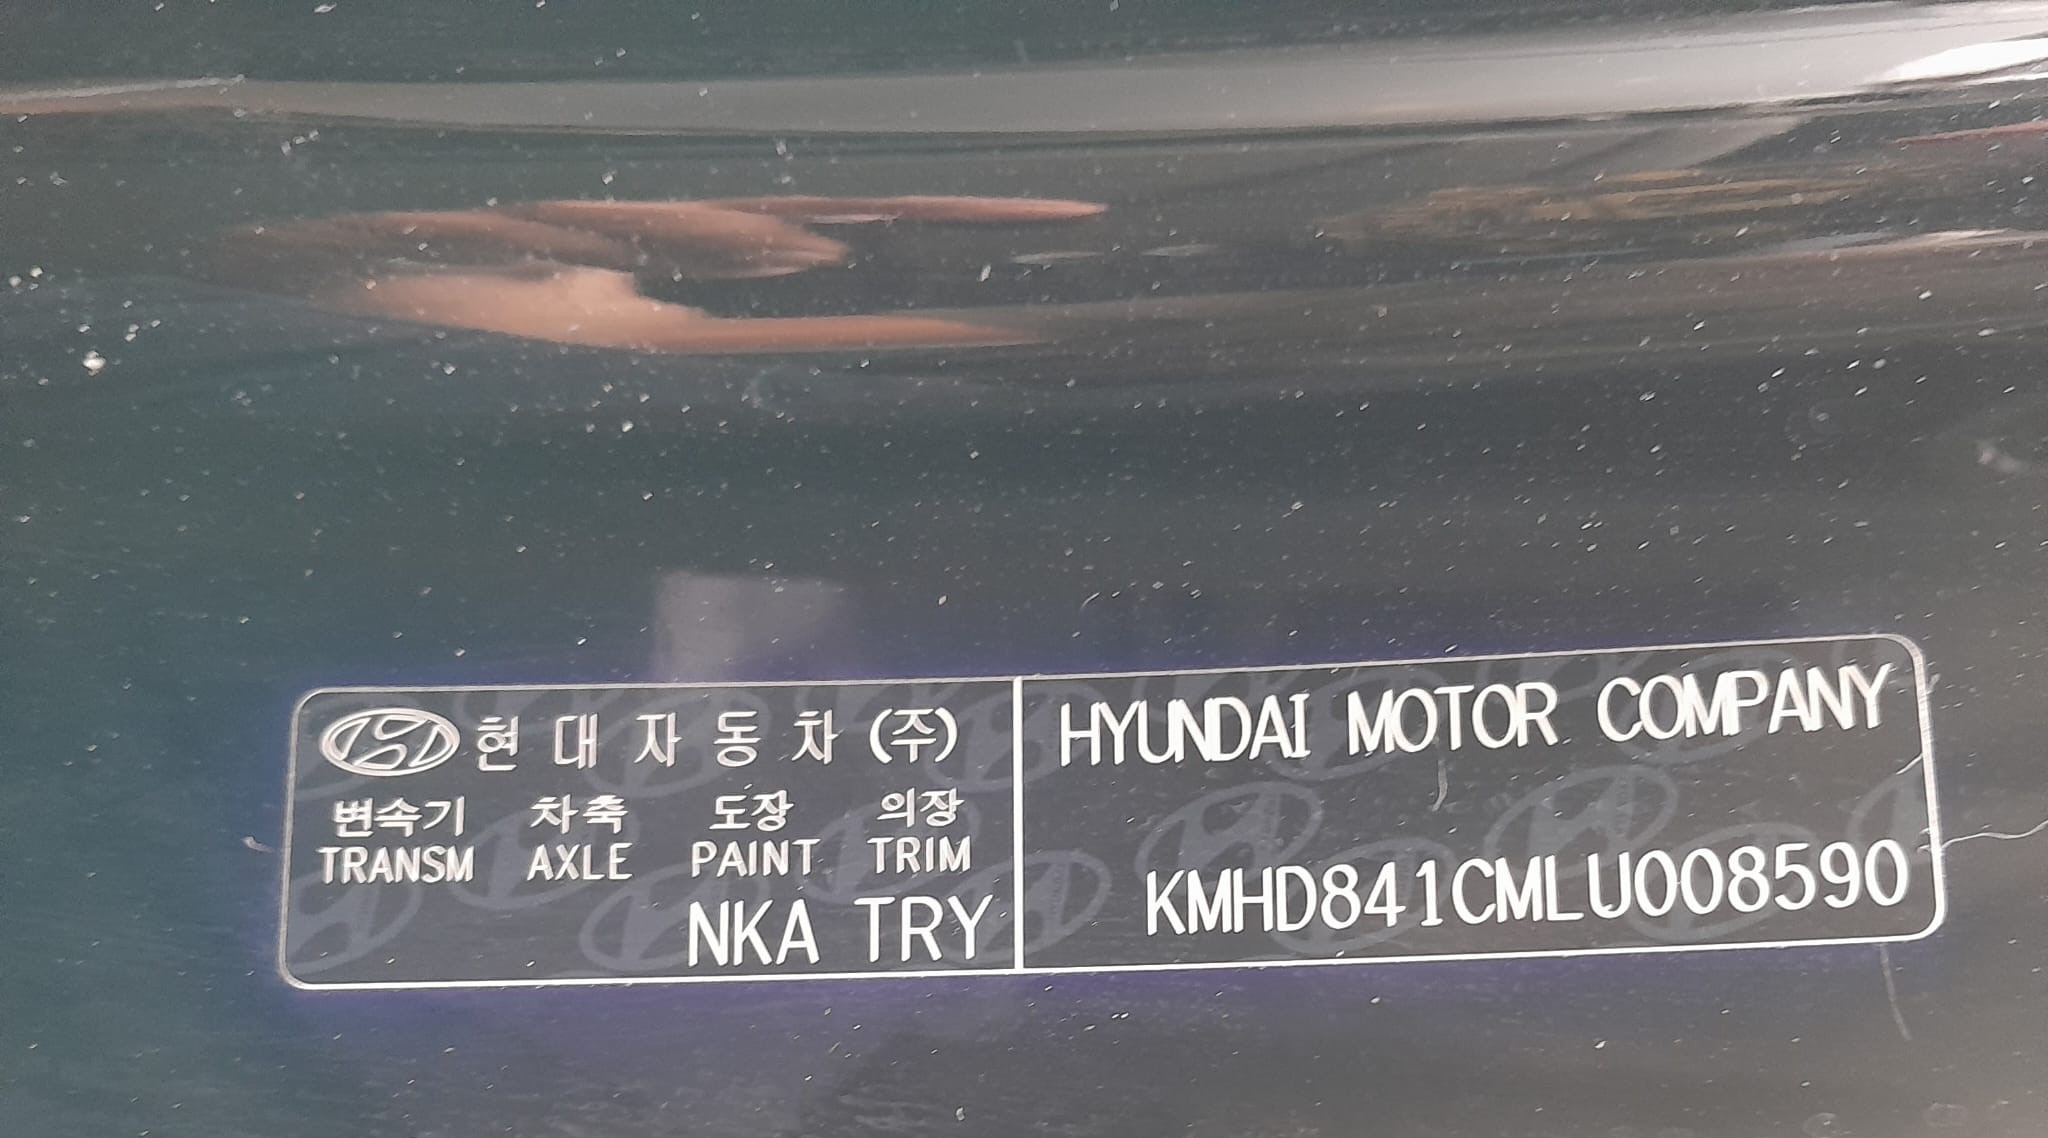 현대자동차(주)
변속기 차축 도장 의장
TRANSM AXLE PAINT TRIM
NKA TRY
HYUNDAI MOTOR COMPANY
KMHD841CMLU008590